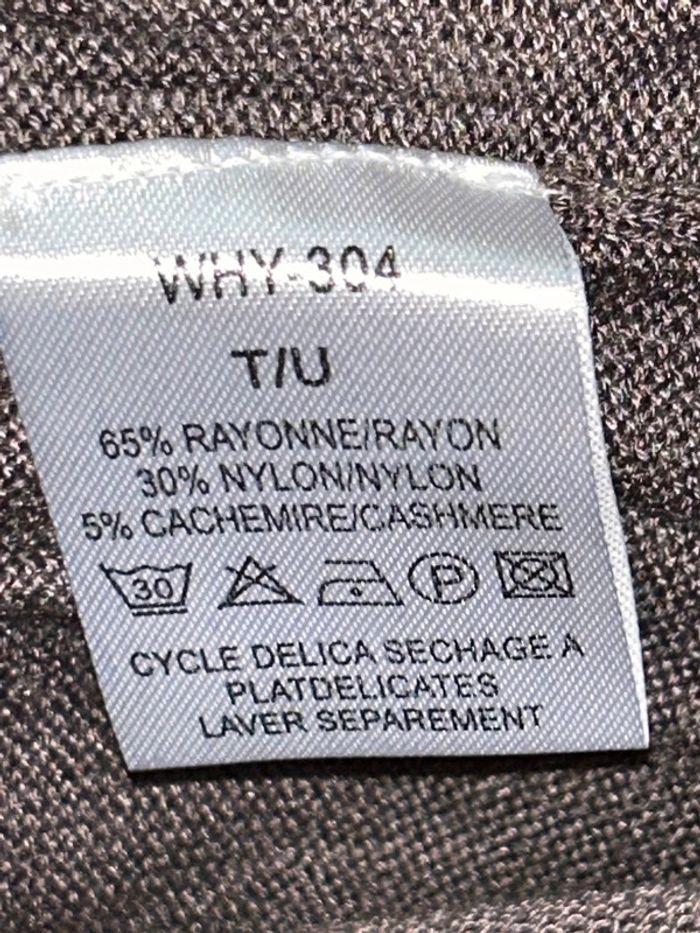 WHY-304
T/U
65% RAYONNE/RAYON
30% NYLON/NYLON
5% CACHEMIRE/CASHMERE
30 P
CYCLE DELICA SECHAGE A
PLATDELICATES
LAVER SEPAREMENT